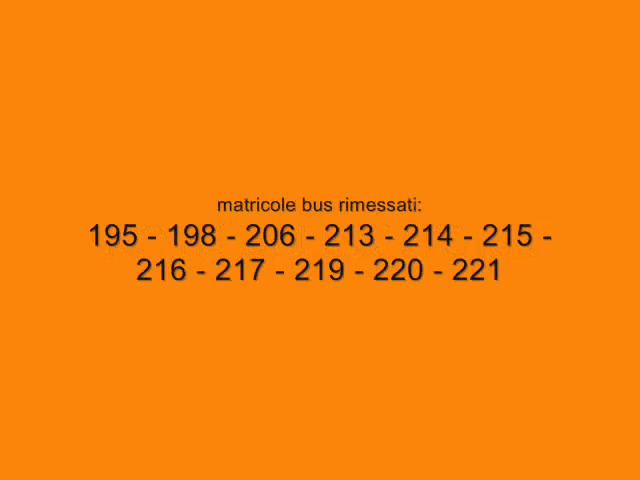 matricole bus rimessati:
195 - 198 - 206 - 213 - 214 - 215 -
216 - 217 - 219 - 220 - 221